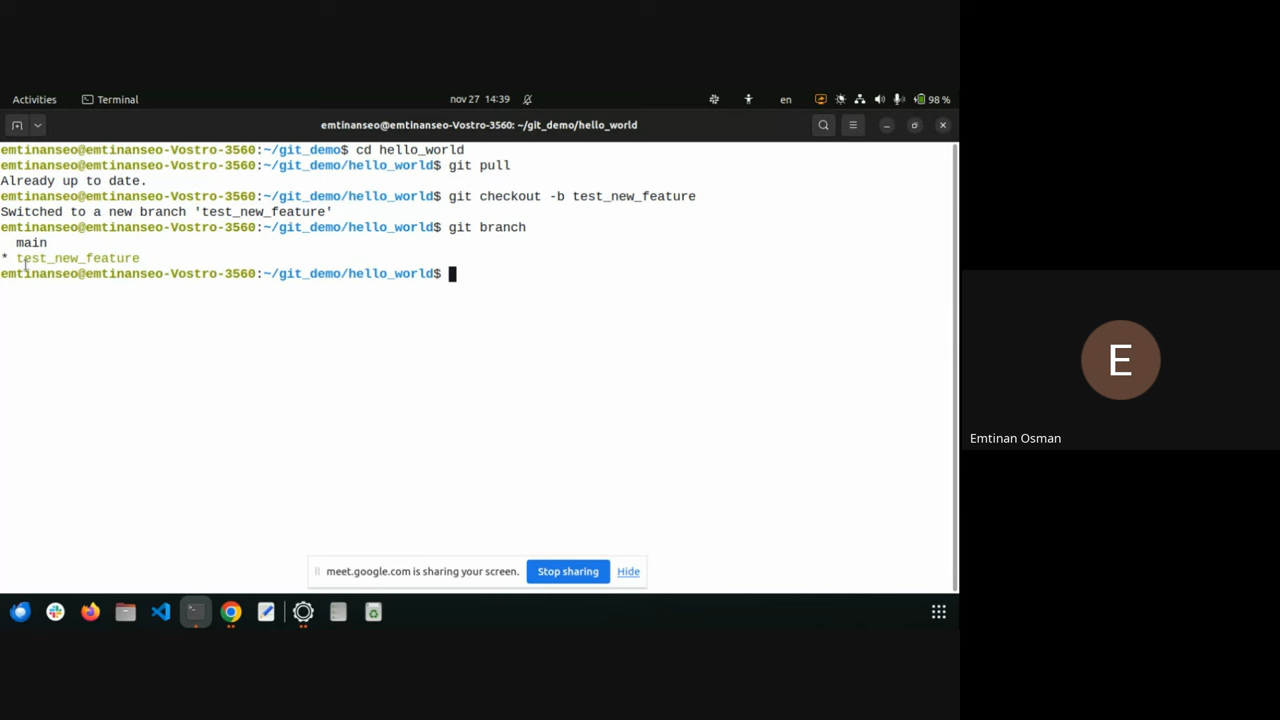 Activities
Terminal
nov 27 14:39
en
98 %
emtinanseo@emtinanseo-Vostro-3560: ~/git_demo/hello_world
emtinanseo@emtinanseo-Vostro-3560:~/git_demo$ cd hello_world
emtinanseo@emtinanseo-Vostro-3560:~/git_demo/hello_world$ git pull
Already up to date.
emtinanseo@emtinanseo-Vostro-3560:~/git_demo/hello_world$ git checkout -b test_new_feature
Switched to a new branch 'test_new_feature'
emtinanseo@emtinanseo-Vostro-3560:~/git_demo/hello_world$ git branch
main
* test_new_feature
emtinanseo@emtinanseo-Vostro-3560:~/git_demo/hello_world$
E
Emtinan Osman
meet.google.com is sharing your screen.
Stop sharing
Hide